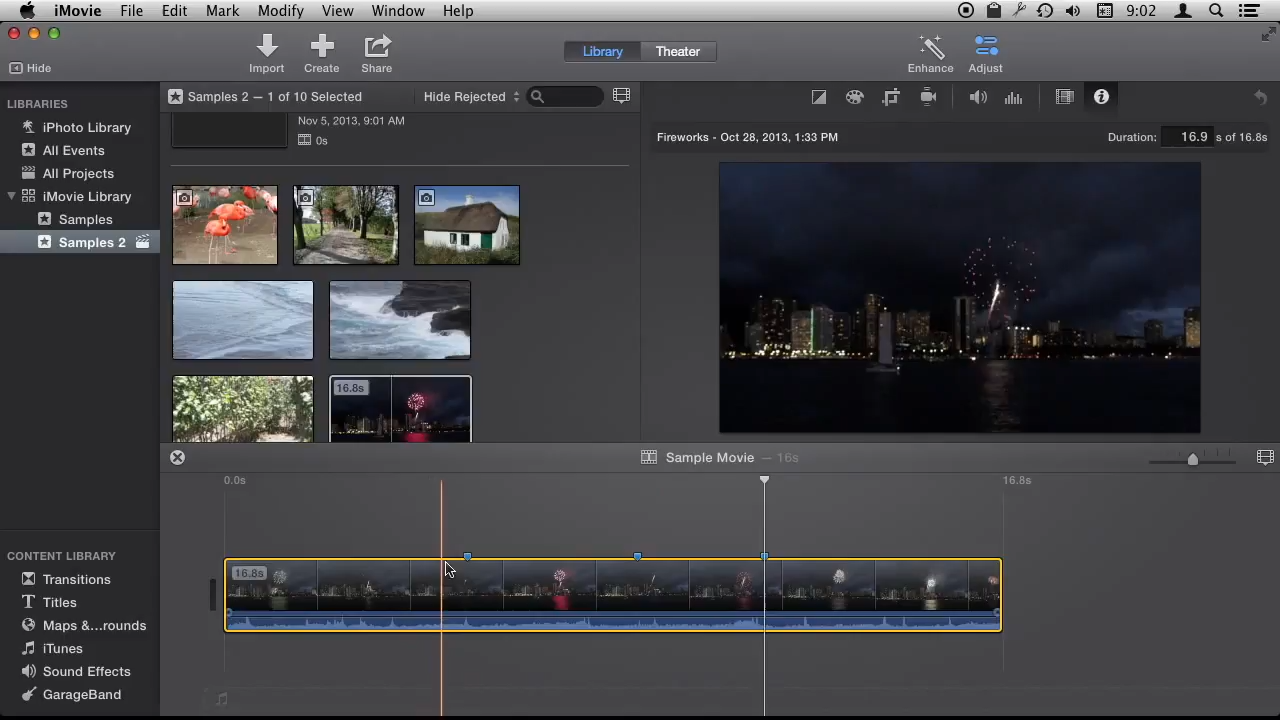 iMovie File Edit Mark Modify View Window Help 9:02
Hide Import Create Share Library Theater Enhance Adjust
LIBRARIES
iPhoto Library
All Events
All Projects
iMovie Library
Samples
Samples 2
CONTENT LIBRARY
Transitions
Titles
Maps &...rounds
iTunes
Sound Effects
GarageBand
Samples 2 — 1 of 10 Selected Hide Rejected
Nov 5, 2013, 9:01 AM
0s
16.8s
Fireworks - Oct 28, 2013, 1:33 PM Duration: 16.9 s of 16.8s
Sample Movie — 16s
0.0s 16.8s
16.8s